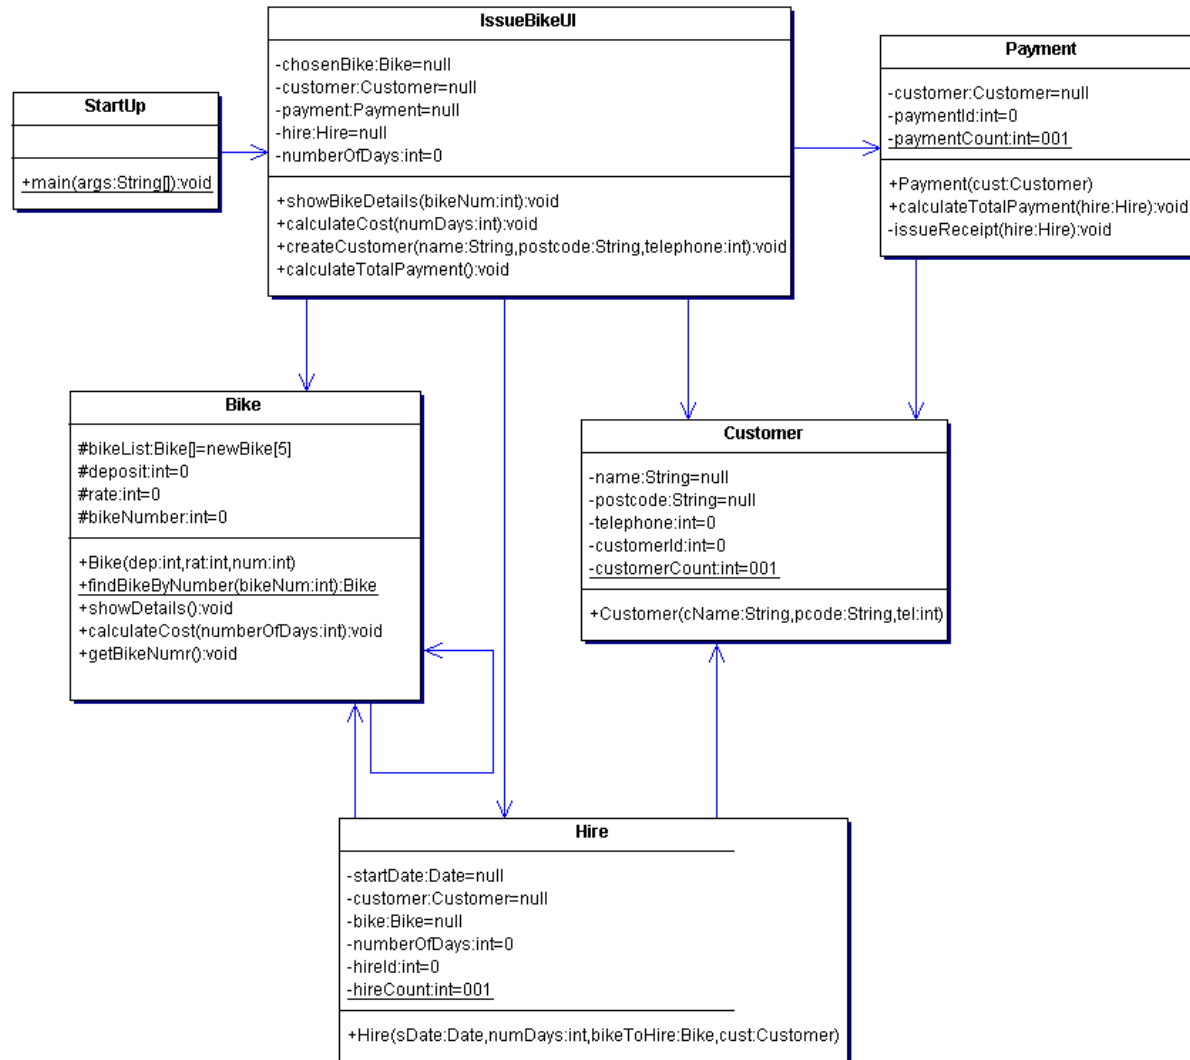 IssueBikeUI
-chosenBike:Bike=null
-customer:Customer=null
-payment:Payment=null
-hire:Hire=null
-numberOfDays:int=0
+showBikeDetails(bikeNum:int):void
+calculateCost(numDays:int):void
+createCustomer(name:String,postcode:String,telephone:int):void
+calculateTotalPayment():void
Payment
-customer:Customer=null
-paymentId:int=0
-paymentCount:int=001
+Payment(cust:Customer)
+calculateTotalPayment(hire:Hire):void
-issueReceipt(hire:Hire):void
StartUp
+main(args:String[]):void
Bike
#bikeList:Bike[]=newBike[5]
#deposit:int=0
#rate:int=0
#bikeNumber:int=0
+Bike(dep:int,rat:int,num:int)
+findBikeByNumber(bikeNum:int):Bike
+showDetails():void
+calculateCost(numberOfDays:int):void
+getBikeNumr():void
Customer
-name:String=null
-postcode:String=null
-telephone:int=0
-customerId:int=0
-customerCount:int=001
+Customer(cName:String,pcode:String,tel:int)
Hire
-startDate:Date=null
-customer:Customer=null
-bike:Bike=null
-numberOfDays:int=0
-hireId:int=0
-hireCount:int=001
+Hire(sDate:Date,numDays:int,bikeToHire:Bike,cust:Customer)